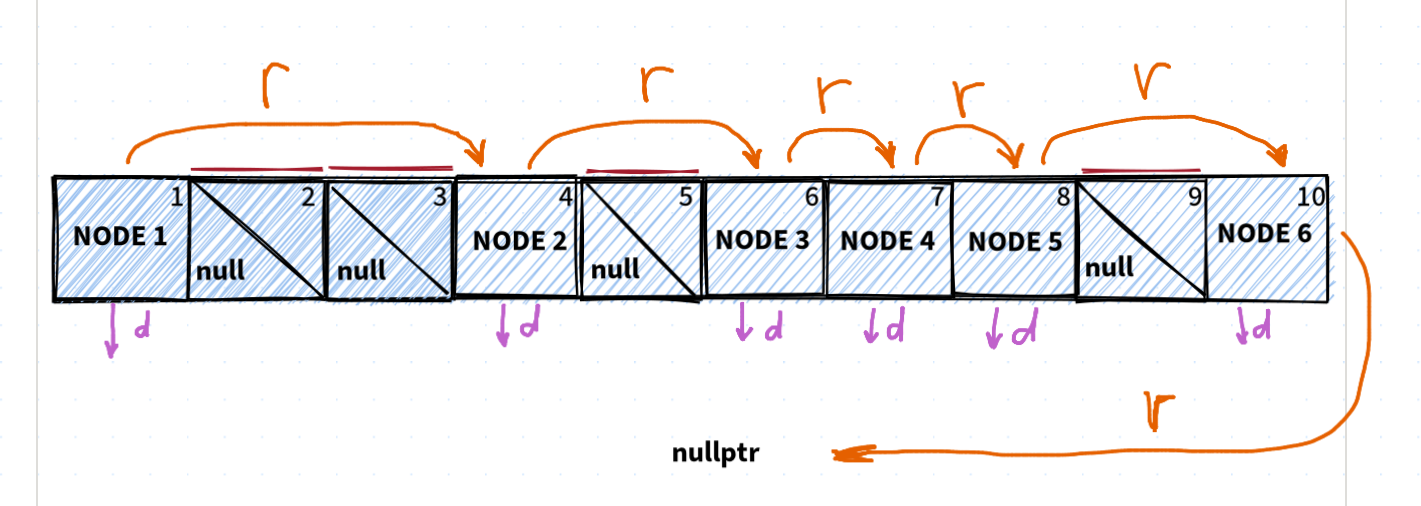 r r r r r
1 2 3 4 5 6 7 8 9 10
NODE 1 null null NODE 2 null NODE 3 NODE 4 NODE 5 null NODE 6
d d d d d d
r
nullptr